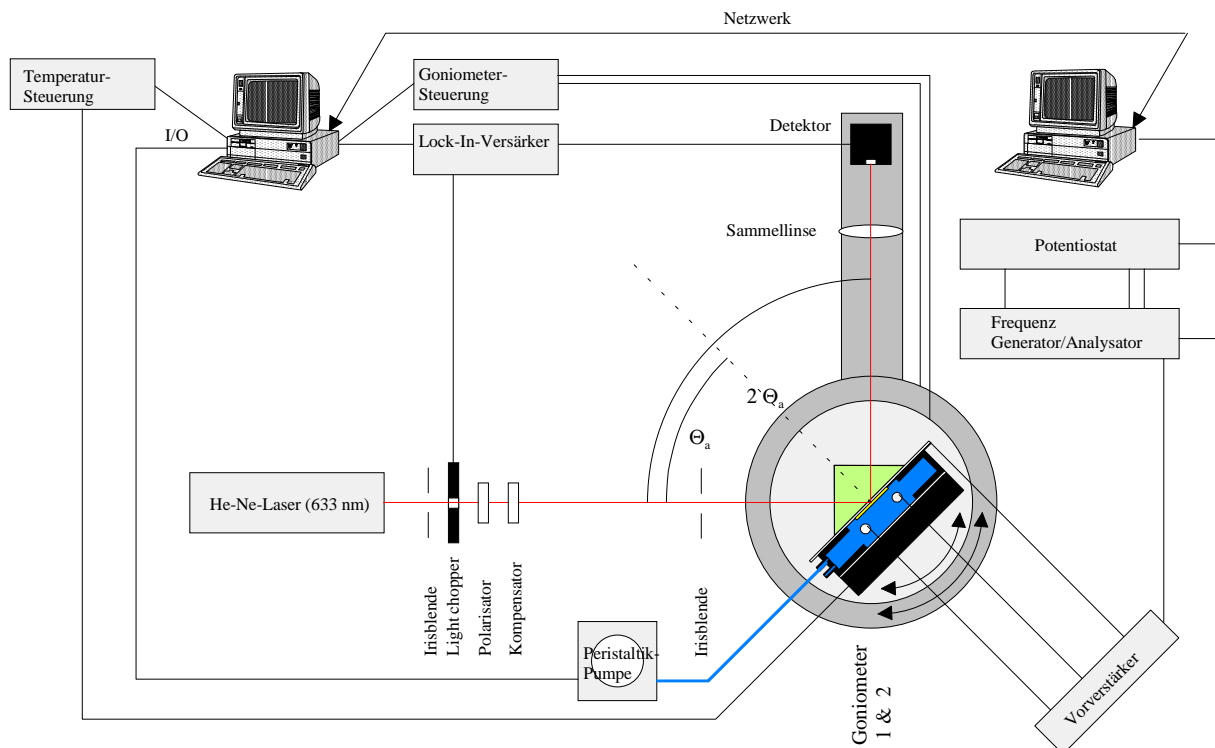 Netzwerk
Temperatur-
Steuerung
Goniometer-
Steuerung
I/O
Lock-In-Versärker
Detektor
Sammellinse
Potentiostat
Frequenz
Generator/Analysator
2*Θa
Θa
He-Ne-Laser (633 nm)
Irisblende
Light chopper
Polarisator
Kompensator
Irisblende
Peristaltik-
Pumpe
Goniometer
1 & 2
Vorverstärker